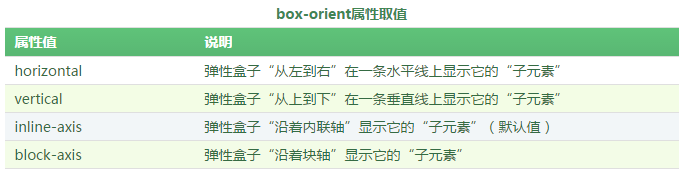 box-orient属性取值
属性值 说明
horizontal 弹性盒子“从左到右”在一条水平线上显示它的“子元素”
vertical 弹性盒子“从上到下”在一条垂直线上显示它的“子元素”
inline-axis 弹性盒子“沿着内联轴”显示它的“子元素”（默认值）
block-axis 弹性盒子“沿着块轴”显示它的“子元素”